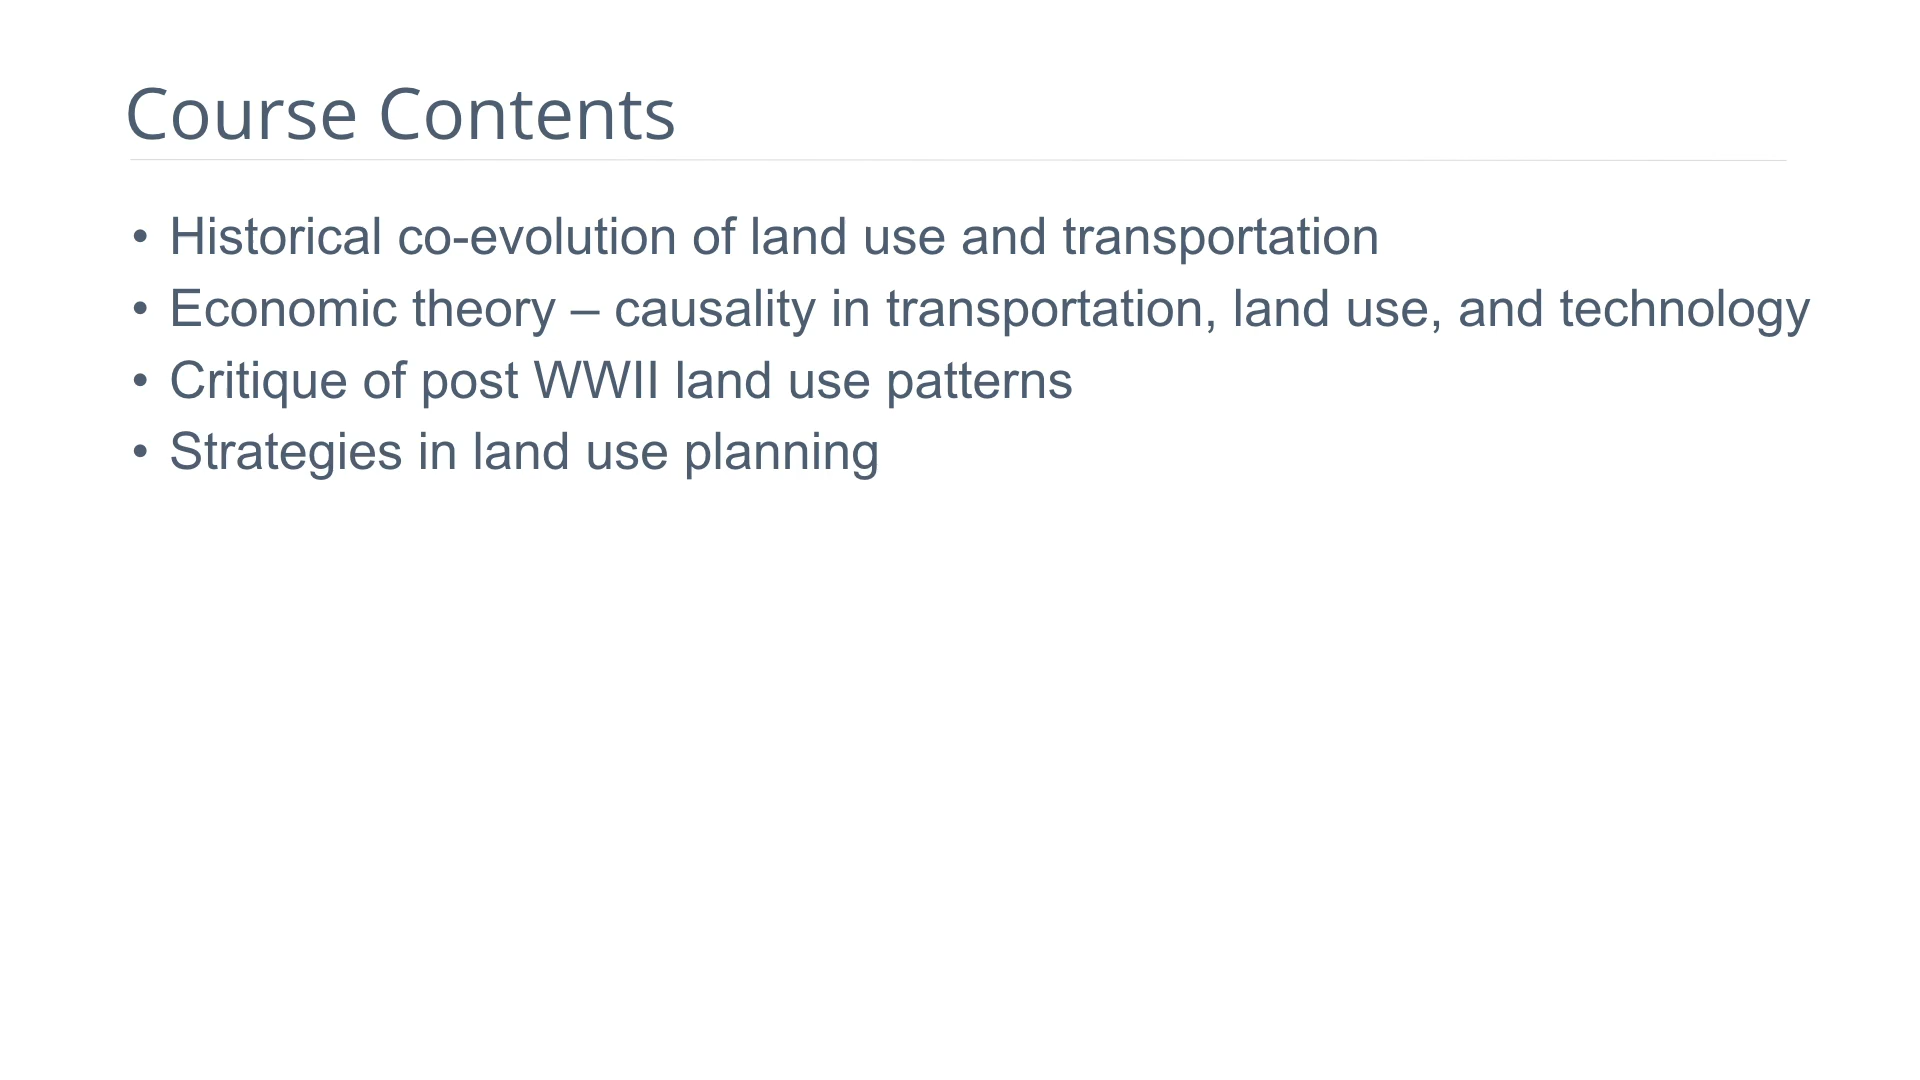 Course Contents
• Historical co-evolution of land use and transportation
• Economic theory – causality in transportation, land use, and technology
• Critique of post WWII land use patterns
• Strategies in land use planning